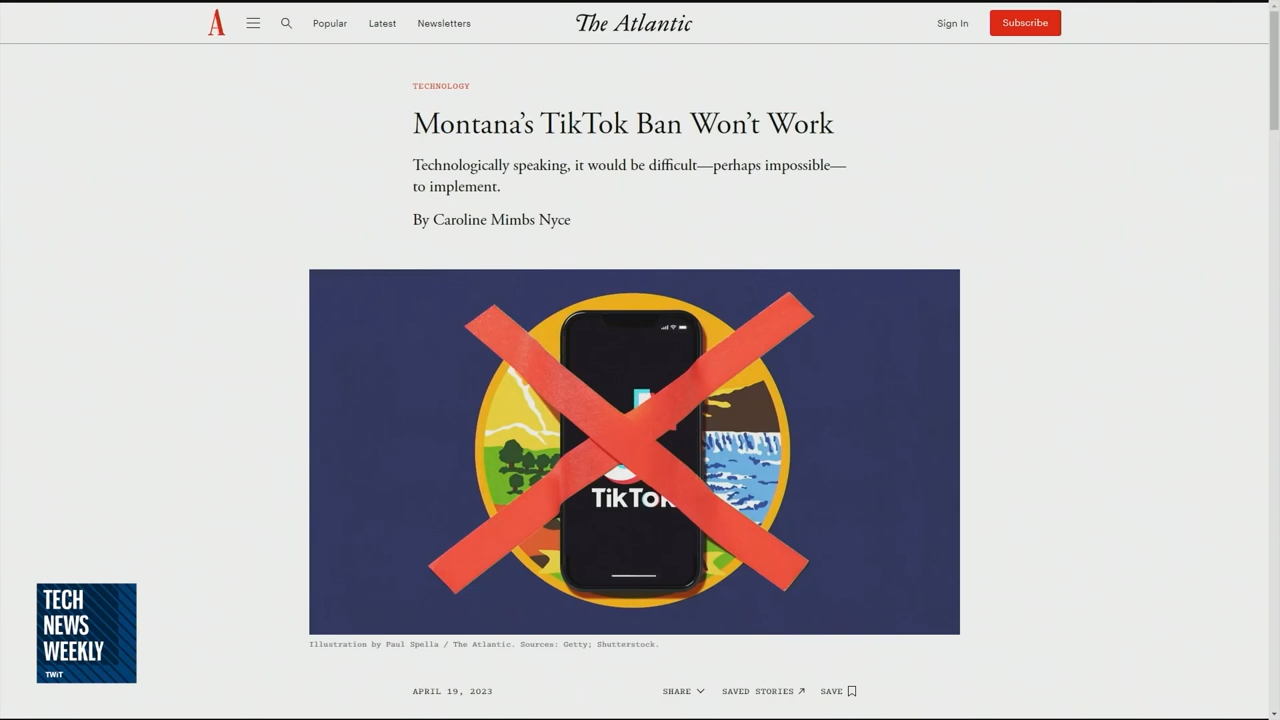 A Popular Latest Newsletters The Atlantic Sign In Subscribe
TECHNOLOGY
Montana’s TikTok Ban Won’t Work
Technologically speaking, it would be difficult—perhaps impossible—
to implement.
By Caroline Mimbs Nyce
TikTok
TECH
NEWS
WEEKLY
TWiT
Illustration by Paul Spella / The Atlantic. Sources: Getty; Shutterstock.
APRIL 19, 2023 SHARE SAVED STORIES SAVE